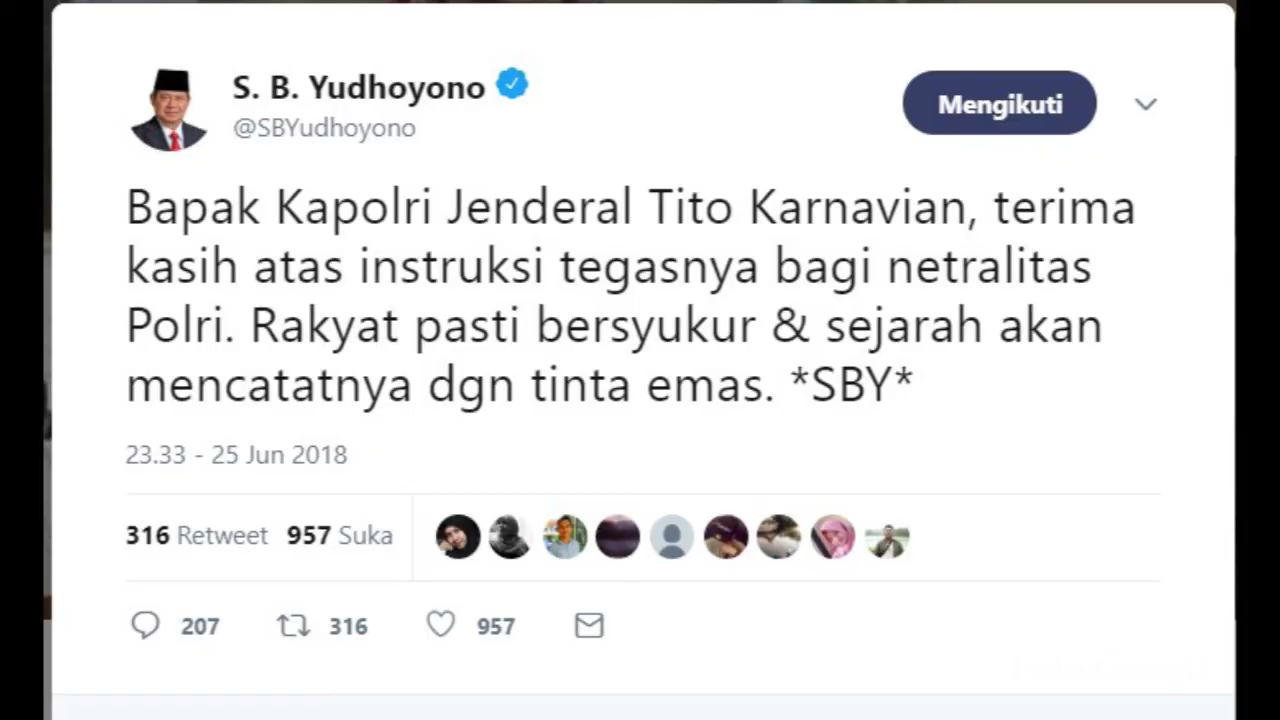 S. B. Yudhoyono
@SBYudhoyono
Mengikuti
Bapak Kapolri Jenderal Tito Karnavian, terima
kasih atas instruksi tegasnya bagi netralitas
Polri. Rakyat pasti bersyukur & sejarah akan
mencatatnya dgn tinta emas. *SBY*
23.33 - 25 Jun 2018
316 Retweet 957 Suka
207 316 957